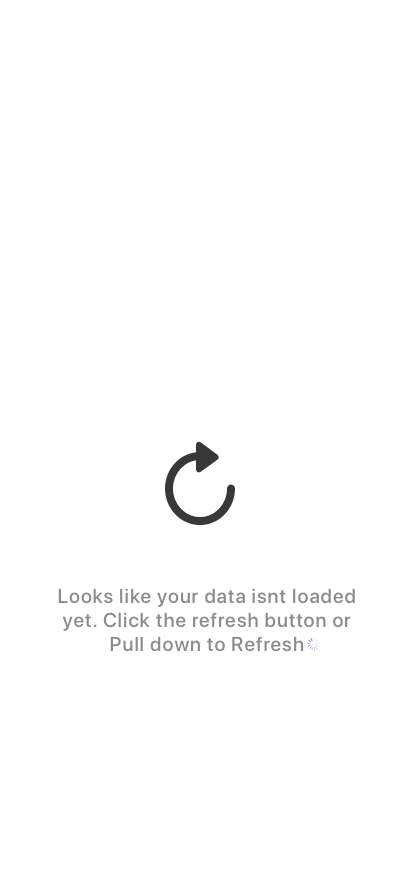 Looks like your data isnt loaded
yet. Click the refresh button or
Pull down to Refresh